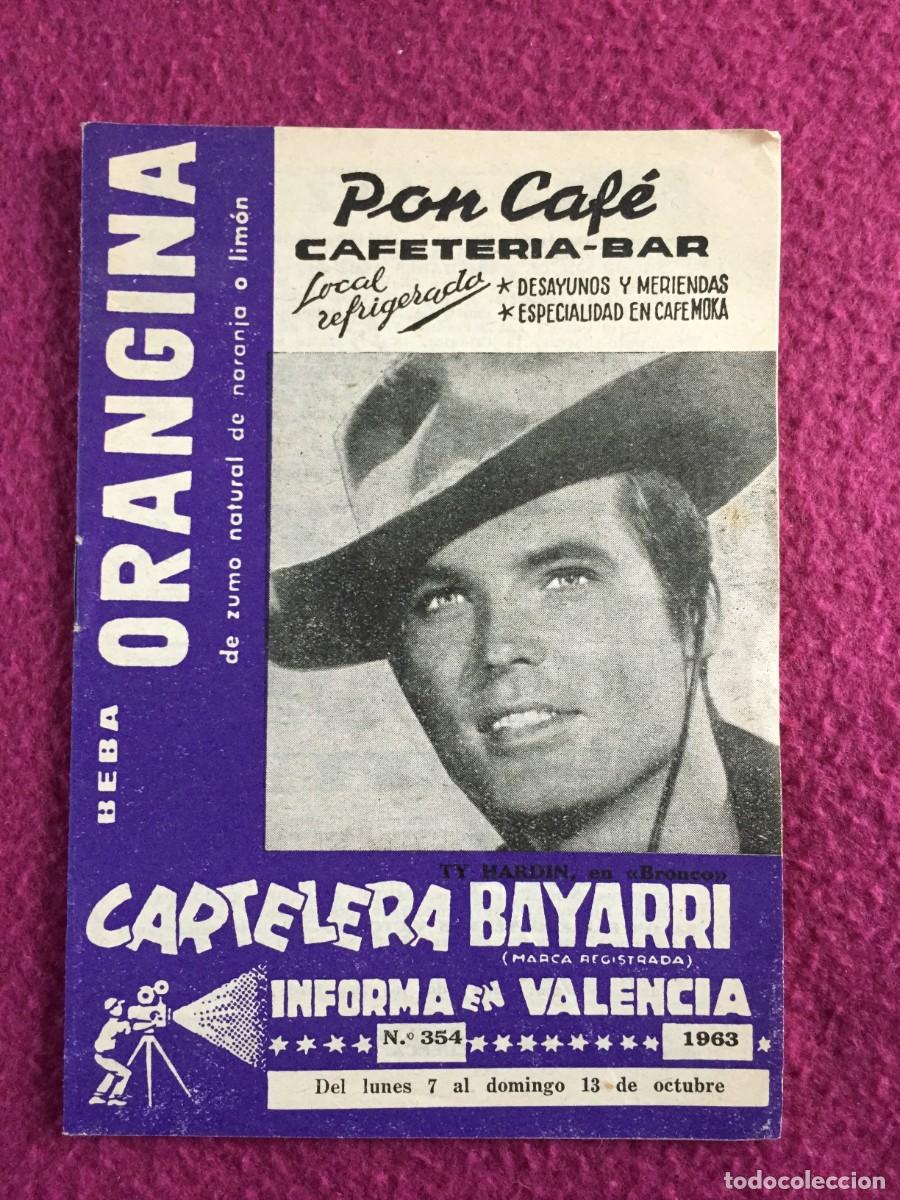 BEBA ORANGINA
de zumo natural de naranja o limón
Pon Café
CAFETERIA-BAR
Local
refrigerado
* DESAYUNOS Y MERIENDAS
* ESPECIALIDAD EN CAFE MOKA
TY HARDIN, en «Bronco»
CARTELERA BAYARRI
(MARCA REGISTRADA)
INFORMA EN VALENCIA
N.º 354
1963
Del lunes 7 al domingo 13 de octubre
todocoleccion